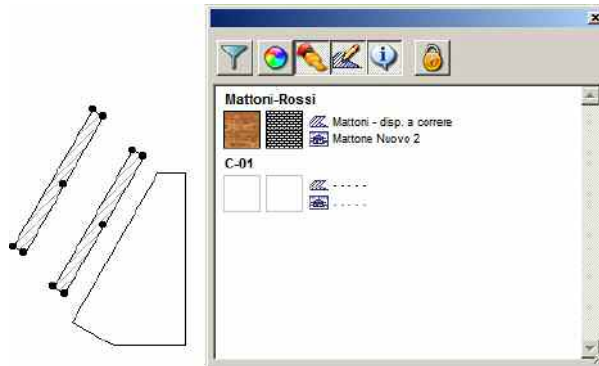 Mattoni-Rossi
Mattoni - disp. a correre
Mattone Nuovo 2
C-01
-----
-----